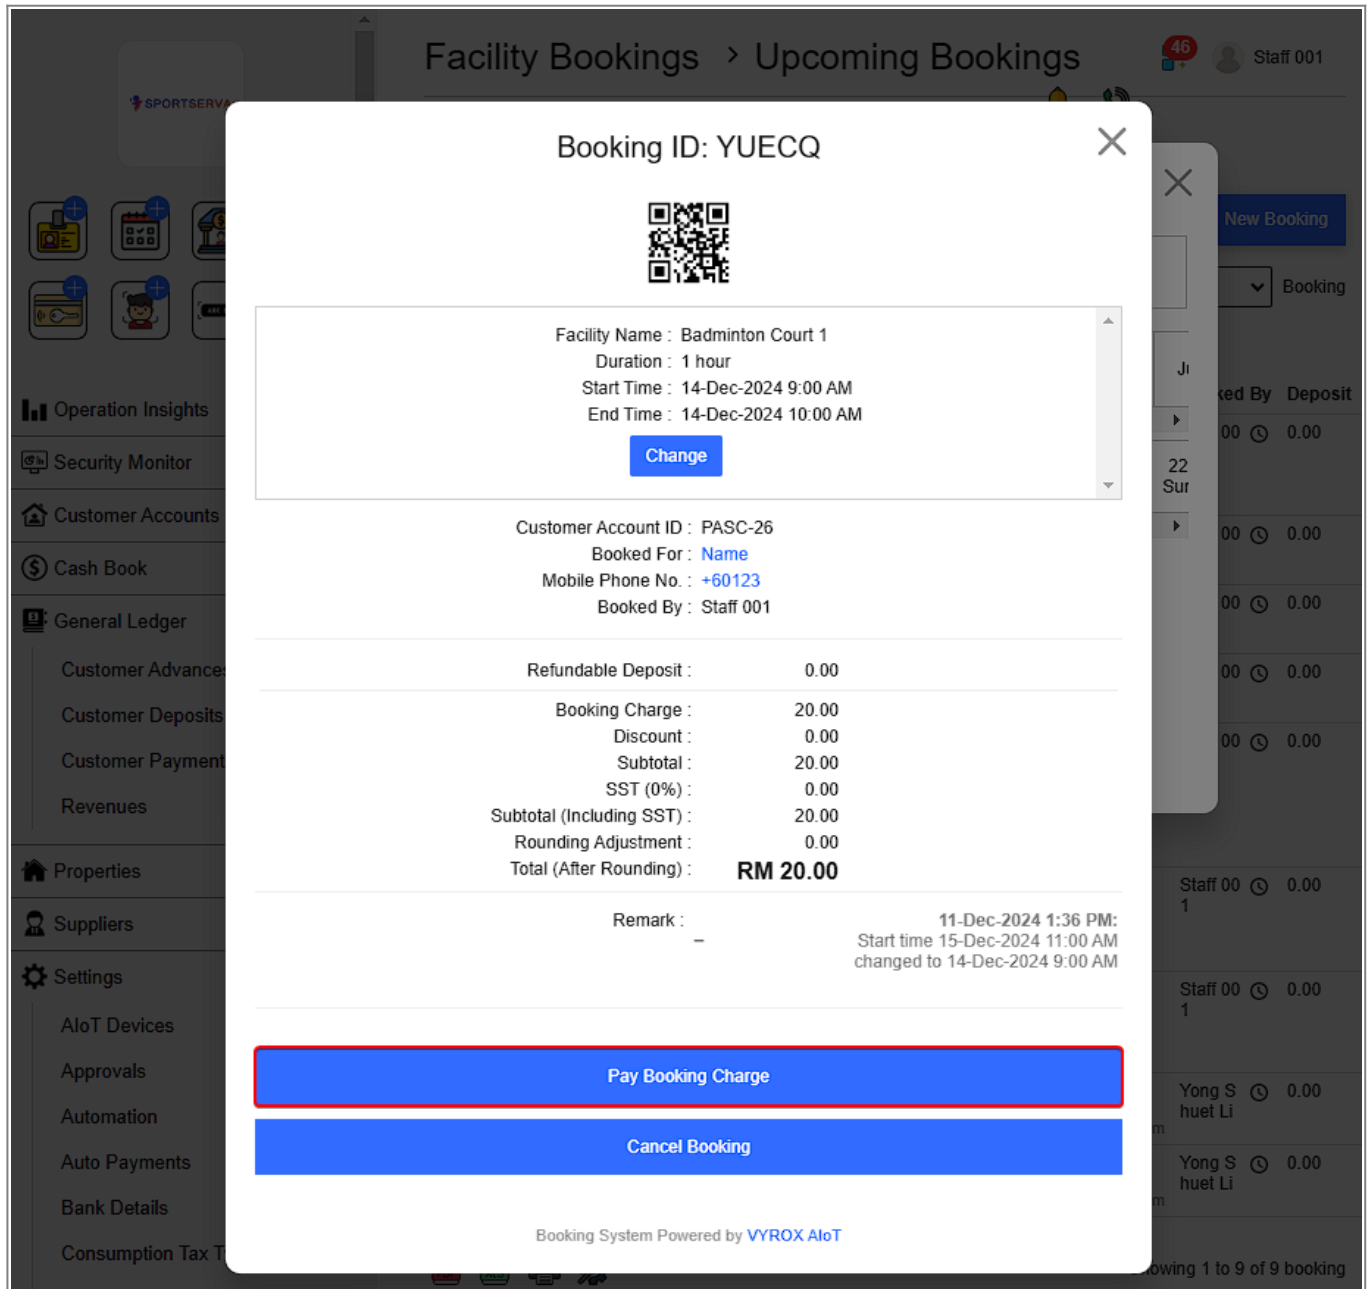 Facility Bookings > Upcoming Bookings
46
Staff 001
SPORTSERVA
New Booking
Booking
ked By Deposit
00 0.00
00 0.00
00 0.00
00 0.00
00 0.00
Staff 00 0.00
1
Staff 00 0.00
1
Yong S 0.00
huet Li
m
Yong S 0.00
huet Li
m
owing 1 to 9 of 9 booking
22
Sur
Operation Insights
Security Monitor
Customer Accounts
Cash Book
General Ledger
Customer Advances
Customer Deposits
Customer Payment
Revenues
Properties
Suppliers
Settings
AIoT Devices
Approvals
Automation
Auto Payments
Bank Details
Consumption Tax T
Booking ID: YUECQ
Facility Name : Badminton Court 1
Duration : 1 hour
Start Time : 14-Dec-2024 9:00 AM
End Time : 14-Dec-2024 10:00 AM
Change
Customer Account ID : PASC-26
Booked For : Name
Mobile Phone No. : +60123
Booked By : Staff 001
Refundable Deposit : 0.00
Booking Charge : 20.00
Discount : 0.00
Subtotal : 20.00
SST (0%) : 0.00
Subtotal (Including SST) : 20.00
Rounding Adjustment : 0.00
Total (After Rounding) : RM 20.00
Remark :
–
11-Dec-2024 1:36 PM:
Start time 15-Dec-2024 11:00 AM
changed to 14-Dec-2024 9:00 AM
Pay Booking Charge
Cancel Booking
Booking System Powered by VYROX AIoT